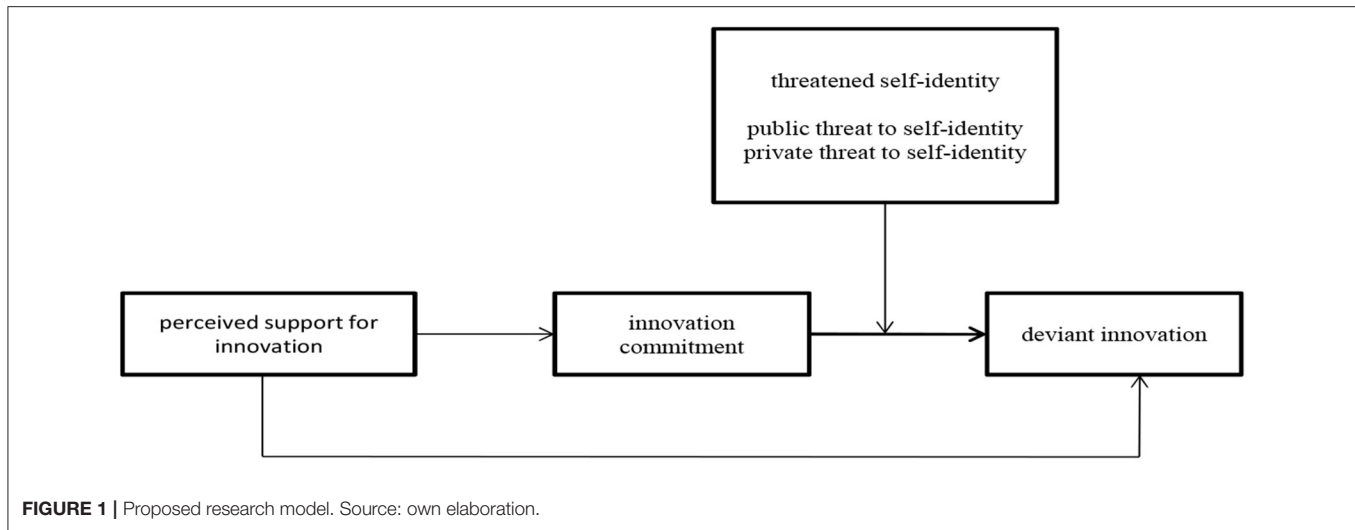 threatened self-identity
public threat to self-identity
private threat to self-identity
perceived support for
innovation
innovation
commitment
deviant innovation
FIGURE 1 | Proposed research model. Source: own elaboration.